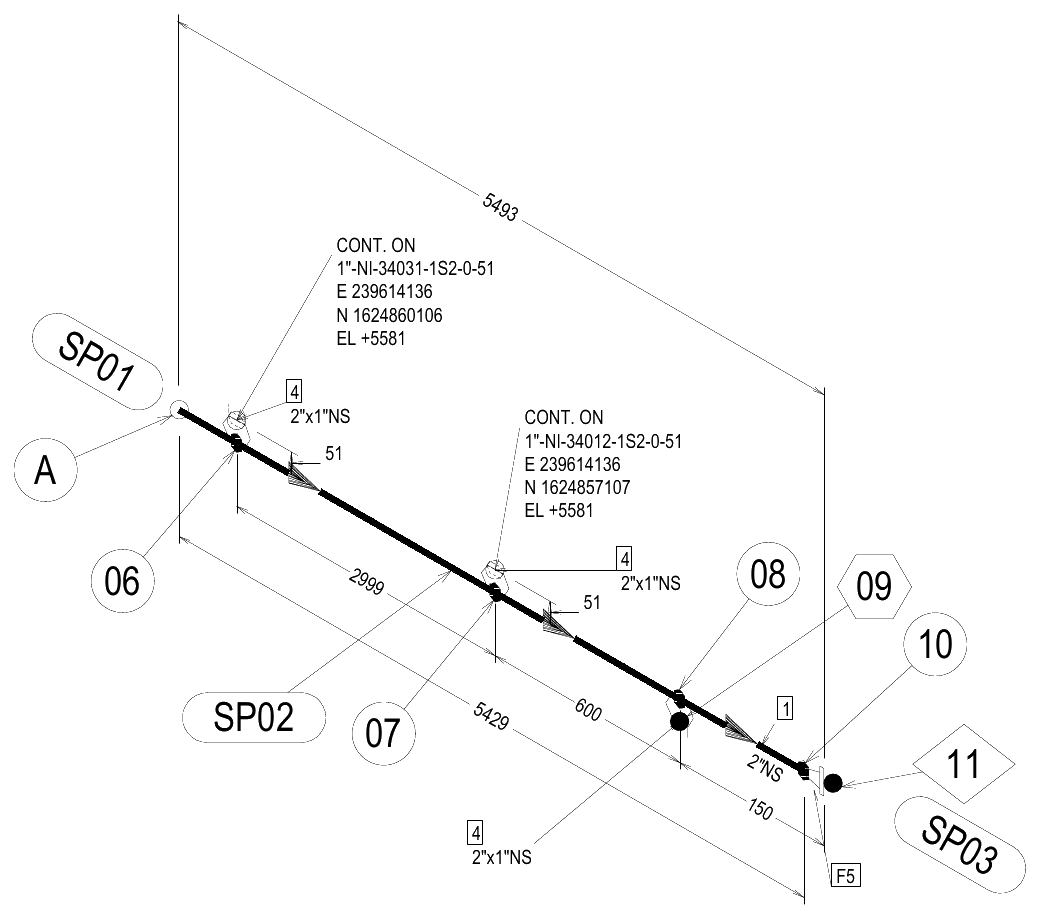 5493
CONT. ON
1"-NI-34031-1S2-0-51
E 239614136
N 1624860106
EL +5581
SP01
4
2"x1"NS
CONT. ON
1"-NI-34012-1S2-0-51
E 239614136
N 1624857107
EL +5581
51
A
06
2999
4
2"x1"NS
51
08
09
10
SP02
07
600
5429
1
2"NS
11
150
4
2"x1"NS
SP03
F5